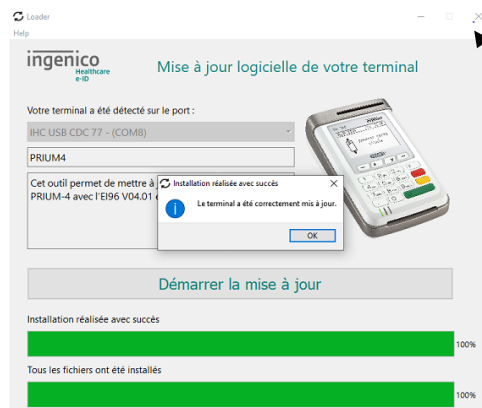 Loader
Help
ingenico
Healthcare
e-ID
Mise à jour logicielle de votre terminal
Votre terminal a été détecté sur le port :
IHC USB CDC 77 - (COM8)
PRIUM4
Cet outil permet de mettre à j
PRIUM-4 avec l'EI96 V04.01 e
Installation réalisée avec succès
Le terminal a été correctement mis à jour.
OK
Démarrer la mise à jour
Installation réalisée avec succès
100%
Tous les fichiers ont été installés
100%